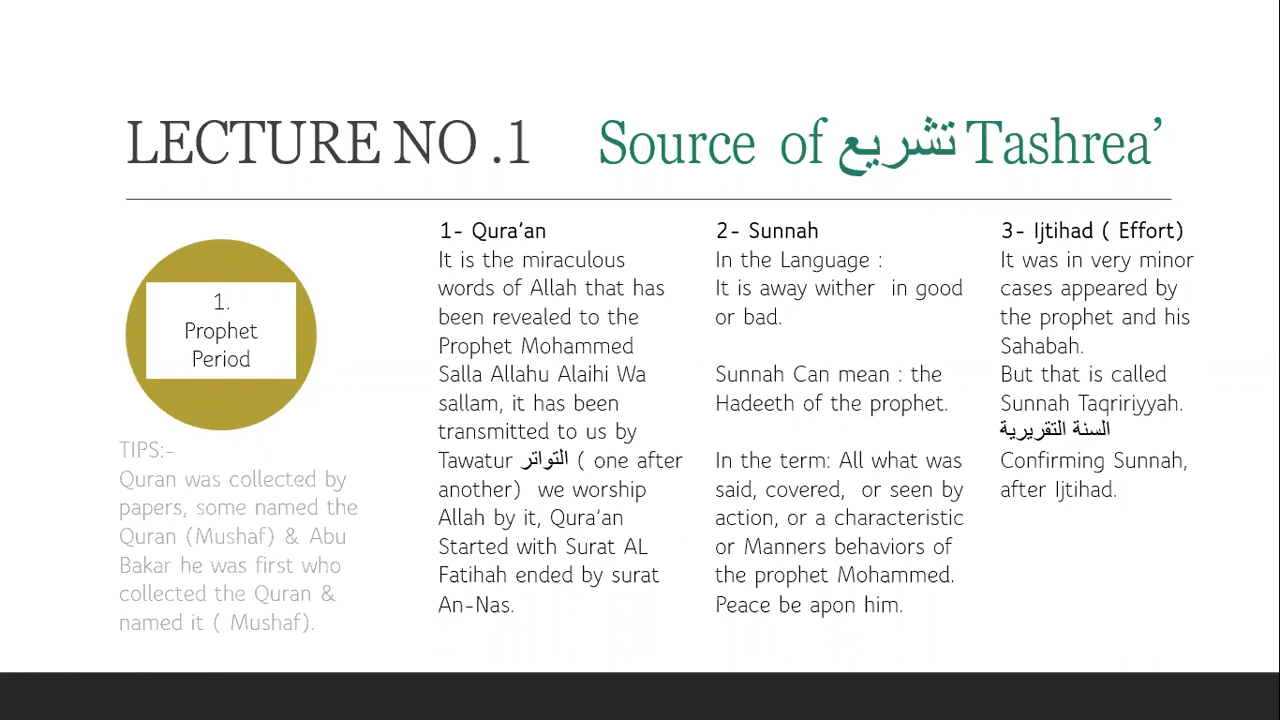 LECTURE NO .1 Source of تشريع Tashrea’
1.
Prophet
Period
TIPS:-
Quran was collected by
papers, some named the
Quran (Mushaf) & Abu
Bakar he was first who
collected the Quran &
named it ( Mushaf).
1- Qura’an
It is the miraculous
words of Allah that has
been revealed to the
Prophet Mohammed
Salla Allahu Alaihi Wa
sallam, it has been
transmitted to us by
Tawatur التواتر ( one after
another) we worship
Allah by it, Qura’an
Started with Surat AL
Fatihah ended by surat
An-Nas.
2- Sunnah
In the Language :
It is away wither in good
or bad.
Sunnah Can mean : the
Hadeeth of the prophet.
In the term: All what was
said, covered, or seen by
action, or a characteristic
or Manners behaviors of
the prophet Mohammed.
Peace be apon him.
3- Ijtihad ( Effort)
It was in very minor
cases appeared by
the prophet and his
Sahabah.
But that is called
Sunnah Taqririyyah.
السنة التقريرية
Confirming Sunnah,
after Ijtihad.